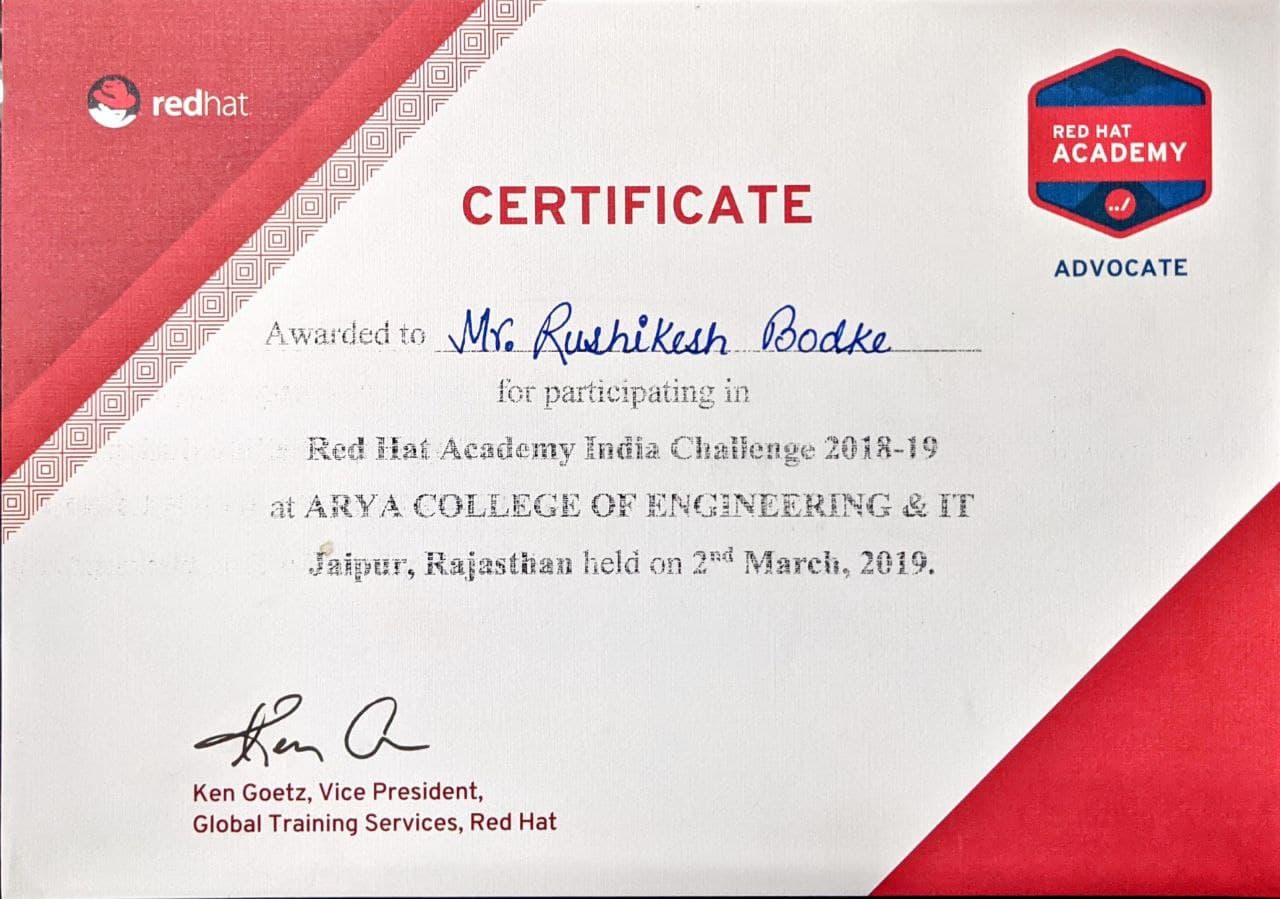 redhat
RED HAT
ACADEMY
ADVOCATE
CERTIFICATE
Awarded to Mr. Rushikesh Bodke
for participating in
Red Hat Academy India Challenge 2018-19
at ARYA COLLEGE OF ENGINEERING & IT
Jaipur, Rajasthan held on 2nd March, 2019.
Ken Goetz, Vice President,
Global Training Services, Red Hat